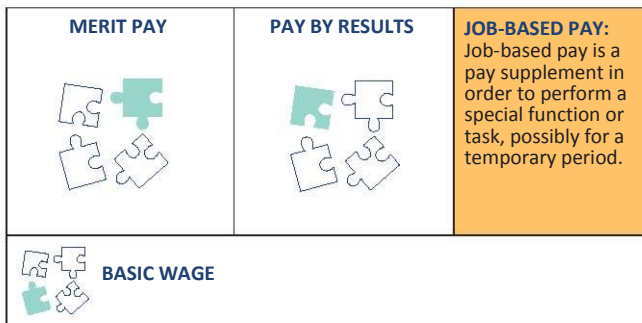 MERIT PAY
PAY BY RESULTS
JOB-BASED PAY:
Job-based pay is a
pay supplement in
order to perform a
special function or
task, possibly for a
temporary period.
BASIC WAGE